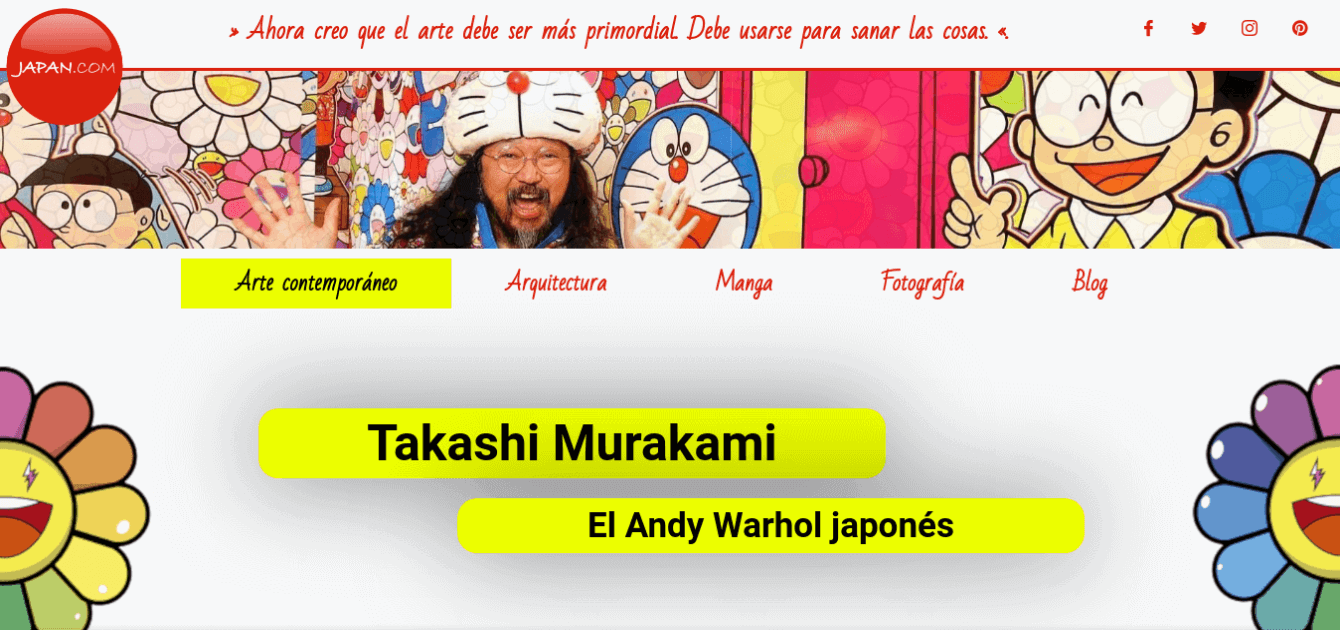 » Ahora creo que el arte debe ser más primordial. Debe usarse para sanar las cosas. «
JAPAN.COM
Arte contemporáneo
Arquitectura
Manga
Fotografía
Blog
Takashi Murakami
El Andy Warhol japonés